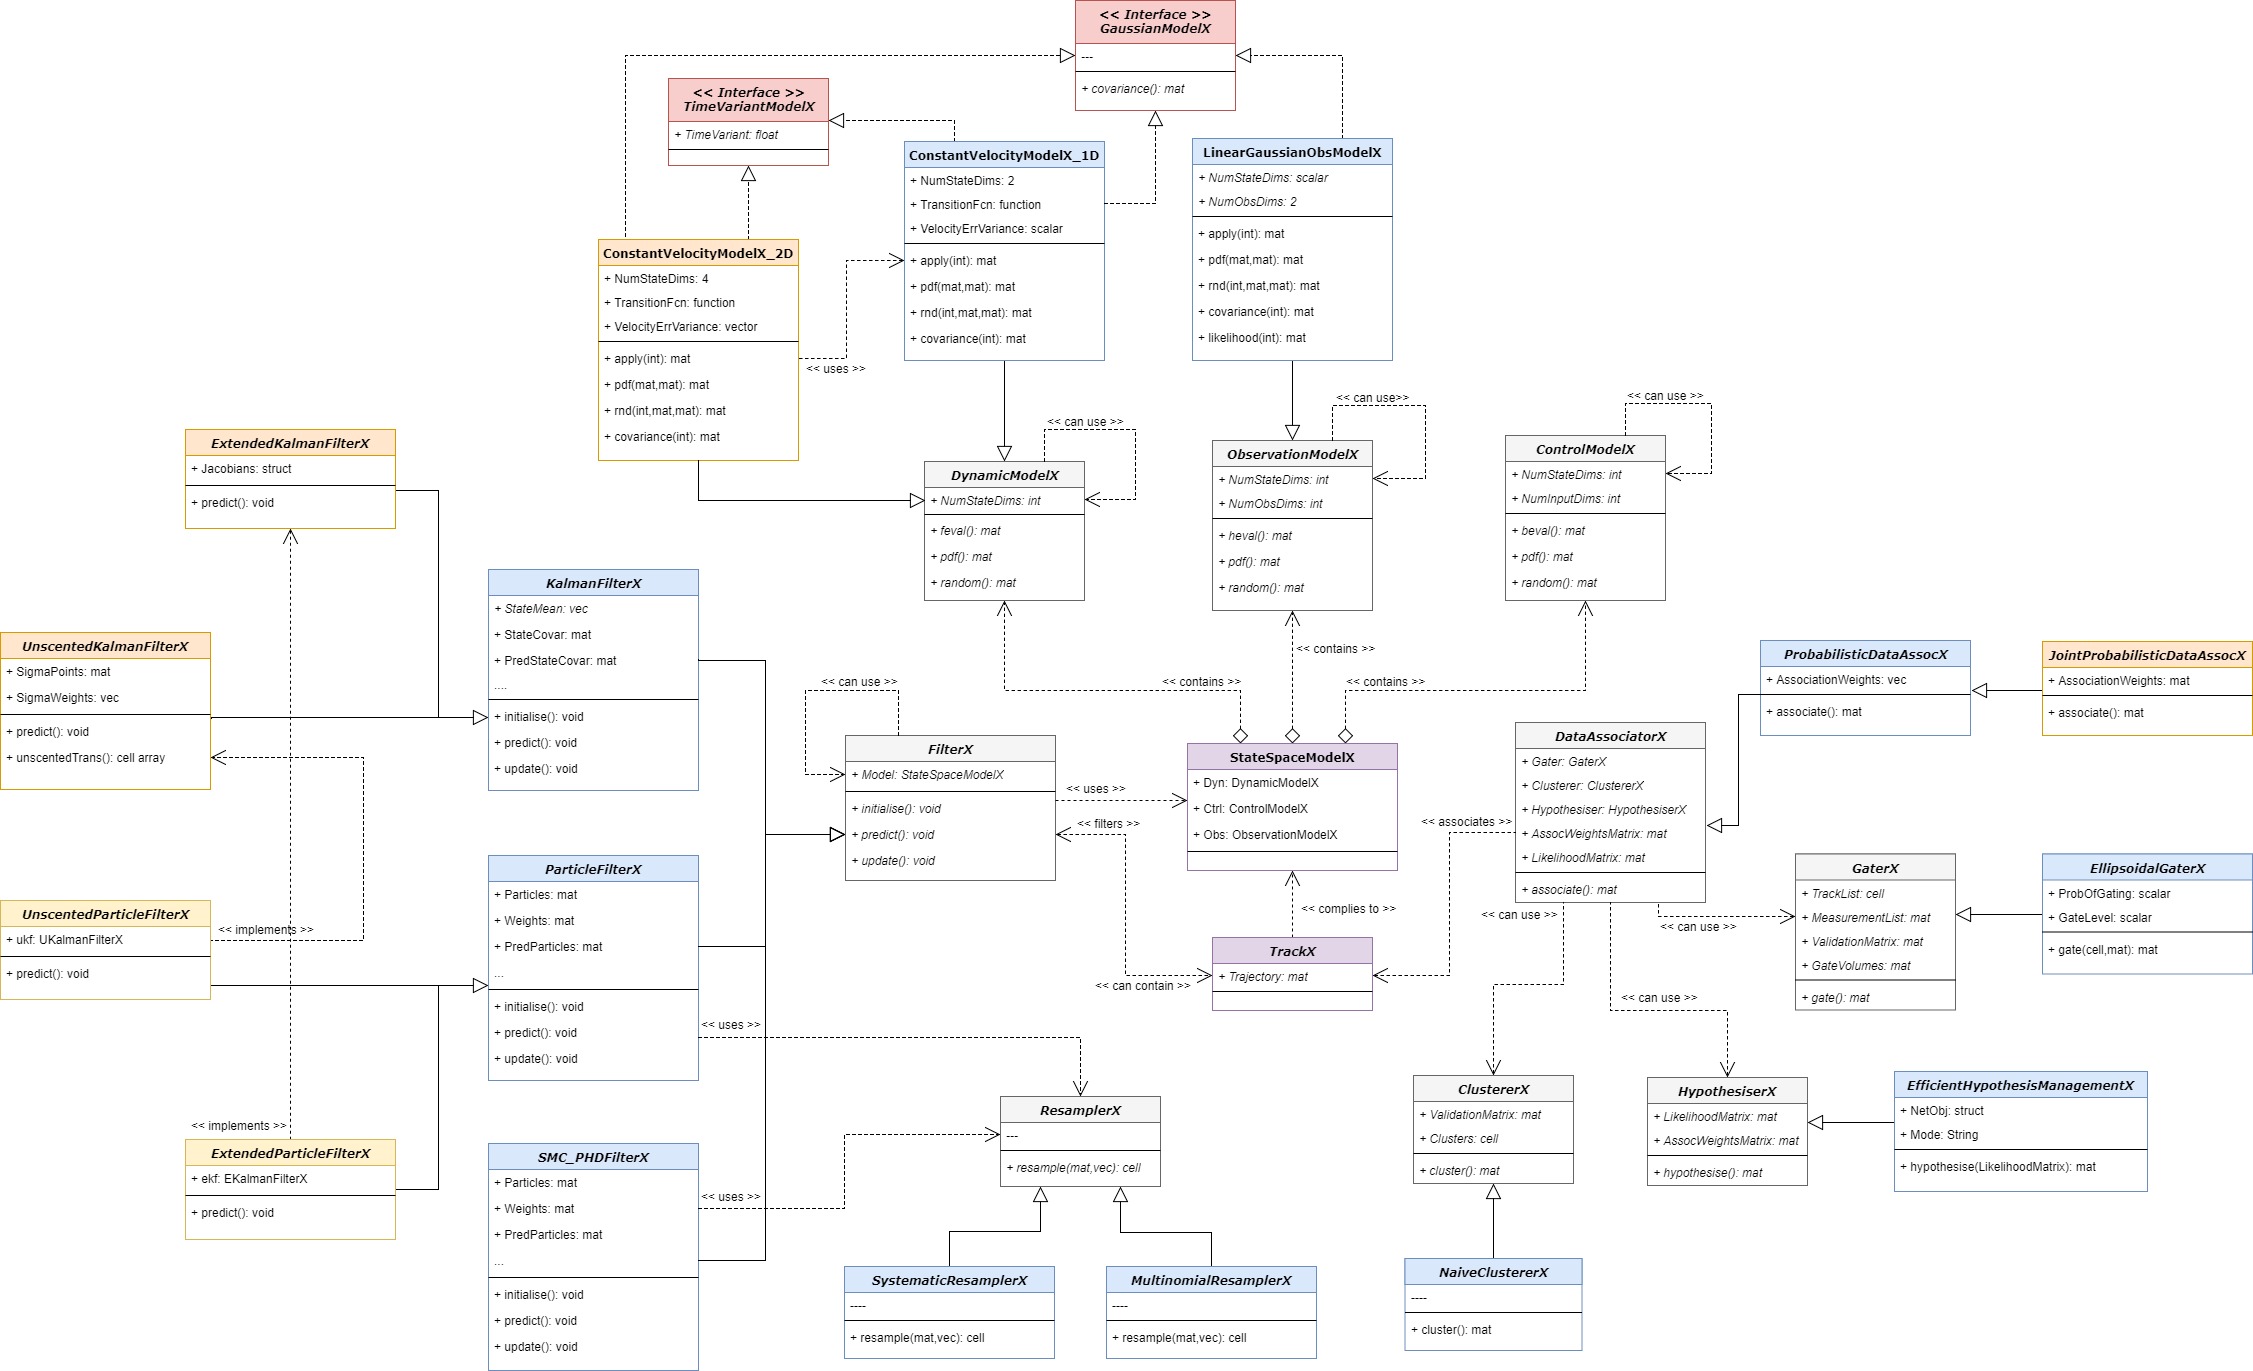 << Interface >>
GaussianModelX
---
+ covariance(): mat
<< Interface >>
TimeVariantModelX
+ TimeVariant: float
ConstantVelocityModelX_1D
+ NumStateDims: 2
+ TransitionFcn: function
+ VelocityErrVariance: scalar
+ apply(int): mat
+ pdf(mat,mat): mat
+ rnd(int,mat,mat): mat
+ covariance(int): mat
LinearGaussianObsModelX
+ NumStateDims: scalar
+ NumObsDims: 2
+ apply(int): mat
+ pdf(mat,mat): mat
+ rnd(int,mat,mat): mat
+ covariance(int): mat
+ likelihood(int): mat
ConstantVelocityModelX_2D
+ NumStateDims: 4
+ TransitionFcn: function
+ VelocityErrVariance: vector
+ apply(int): mat
+ pdf(mat,mat): mat
+ rnd(int,mat,mat): mat
+ covariance(int): mat
<< uses >>
<< can use >>
<< can use>>
<< can use >>
ExtendedKalmanFilterX
+ Jacobians: struct
+ predict(): void
DynamicModelX
+ NumStateDims: int
+ feval(): mat
+ pdf(): mat
+ random(): mat
ObservationModelX
+ NumStateDims: int
+ NumObsDims: int
+ heval(): mat
+ pdf(): mat
+ random(): mat
ControlModelX
+ NumStateDims: int
+ NumInputDims: int
+ beval(): mat
+ pdf(): mat
+ random(): mat
KalmanFilterX
+ StateMean: vec
+ StateCovar: mat
+ PredStateCovar: mat
....
+ initialise(): void
+ predict(): void
+ update(): void
UnscentedKalmanFilterX
+ SigmaPoints: mat
+ SigmaWeights: vec
+ predict(): void
+ unscentedTrans(): cell array
<< contains >>
<< contains >>
<< contains >>
<< can use >>
FilterX
+ Model: StateSpaceModelX
+ initialise(): void
+ predict(): void
+ update(): void
<< uses >>
<< filters >>
StateSpaceModelX
+ Dyn: DynamicModelX
+ Ctrl: ControlModelX
+ Obs: ObservationModelX
<< associates >>
DataAssociatorX
+ Gater: GaterX
+ Clusterer: ClustererX
+ Hypothesiser: HypothesiserX
+ AssocWeightsMatrix: mat
+ LikelihoodMatrix: mat
+ associate(): mat
ProbabilisticDataAssocX
+ AssociationWeights: vec
+ associate(): mat
JointProbabilisticDataAssocX
+ AssociationWeights: mat
+ associate(): mat
GaterX
+ TrackList: cell
+ MeasurementList: mat
+ ValidationMatrix: mat
+ GateVolumes: mat
+ gate(): mat
EllipsoidalGaterX
+ ProbOfGating: scalar
+ GateLevel: scalar
+ gate(cell,mat): mat
<< complies to >>
<< can use >>
<< can use >>
<< can use >>
TrackX
+ Trajectory: mat
<< can contain >>
ParticleFilterX
+ Particles: mat
+ Weights: mat
+ PredParticles: mat
...
+ initialise(): void
+ predict(): void
+ update(): void
<< uses >>
UnscentedParticleFilterX
+ ukf: UKalmanFilterX
+ predict(): void
<< implements >>
<< implements >>
ExtendedParticleFilterX
+ ekf: EKalmanFilterX
+ predict(): void
SMC_PHDFilterX
+ Particles: mat
+ Weights: mat
+ PredParticles: mat
...
+ initialise(): void
+ predict(): void
+ update(): void
<< uses >>
ResamplerX
---
+ resample(mat,vec): cell
ClustererX
+ ValidationMatrix: mat
+ Clusters: cell
+ cluster(): mat
HypothesiserX
+ LikelihoodMatrix: mat
+ AssocWeightsMatrix: mat
+ hypothesise(): mat
EfficientHypothesisManagementX
+ NetObj: struct
+ Mode: String
+ hypothesise(LikelihoodMatrix): mat
SystematicResamplerX
----
+ resample(mat,vec): cell
MultinomialResamplerX
----
+ resample(mat,vec): cell
NaiveClustererX
----
+ cluster(): mat